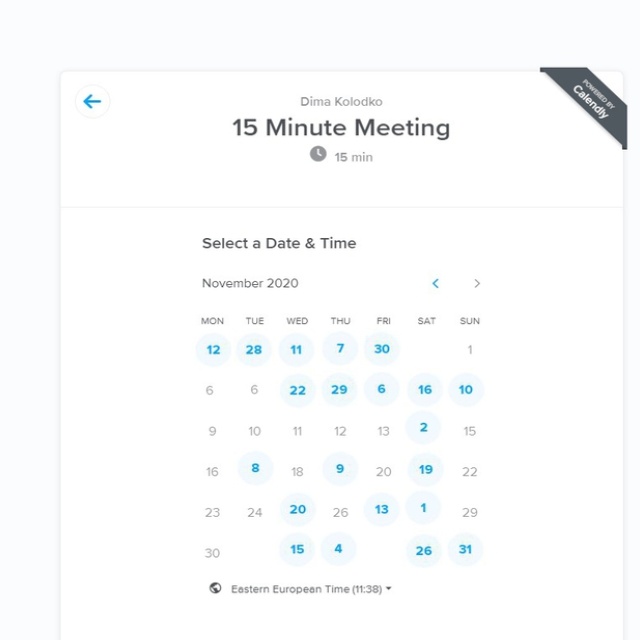 POWERED BY
Calendly
Dima Kolodko
15 Minute Meeting
15 min
Select a Date & Time
November 2020
MON TUE WED THU FRI SAT SUN
12 28 11 7 30 1
6 6 22 29 6 16 10
9 10 11 12 13 2 15
16 8 18 9 20 19 22
23 24 20 26 13 1 29
30 15 4 26 31
Eastern European Time (11:38)